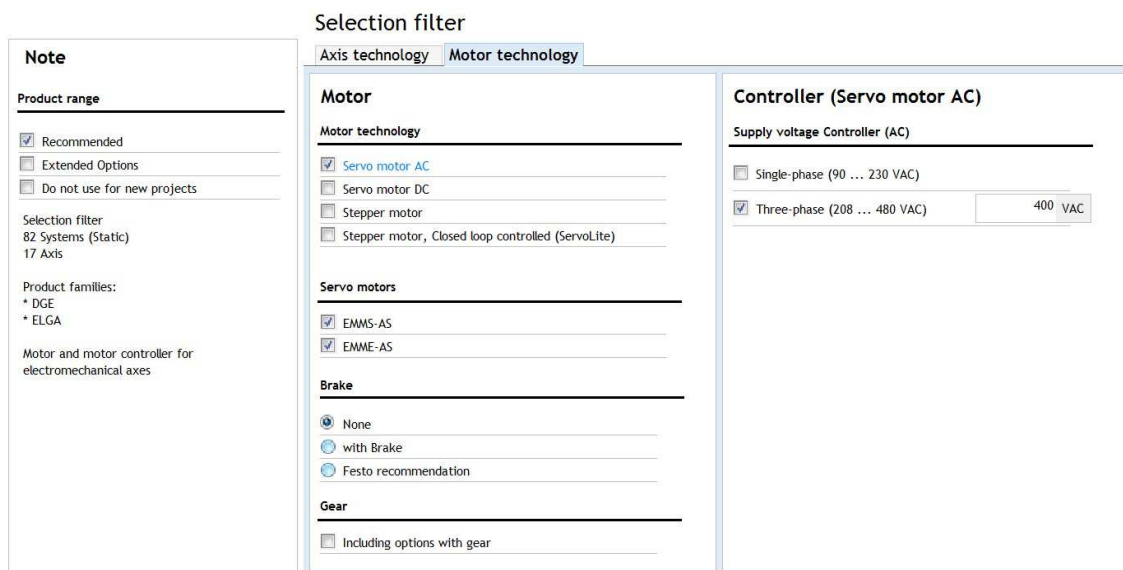 Selection filter
Note
Product range
Recommended
Extended Options
Do not use for new projects
Selection filter
82 Systems (Static)
17 Axis
Product families:
* DGE
* ELGA
Motor and motor controller for
electromechanical axes
Axis technology
Motor technology
Motor
Motor technology
Servo motor AC
Servo motor DC
Stepper motor
Stepper motor, Closed loop controlled (ServoLite)
Servo motors
EMMS-AS
EMME-AS
Brake
None
with Brake
Festo recommendation
Gear
Including options with gear
Controller (Servo motor AC)
Supply voltage Controller (AC)
Single-phase (90 ... 230 VAC)
Three-phase (208 ... 480 VAC) 400 VAC